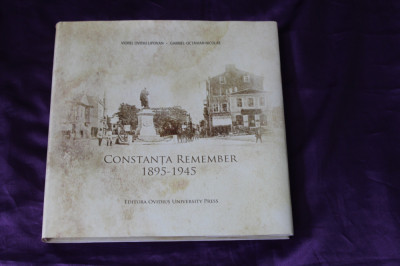 CONSTANȚA REMEMBER
1895-1945
EDITURA OVIDIUS UNIVERSITY PRESS